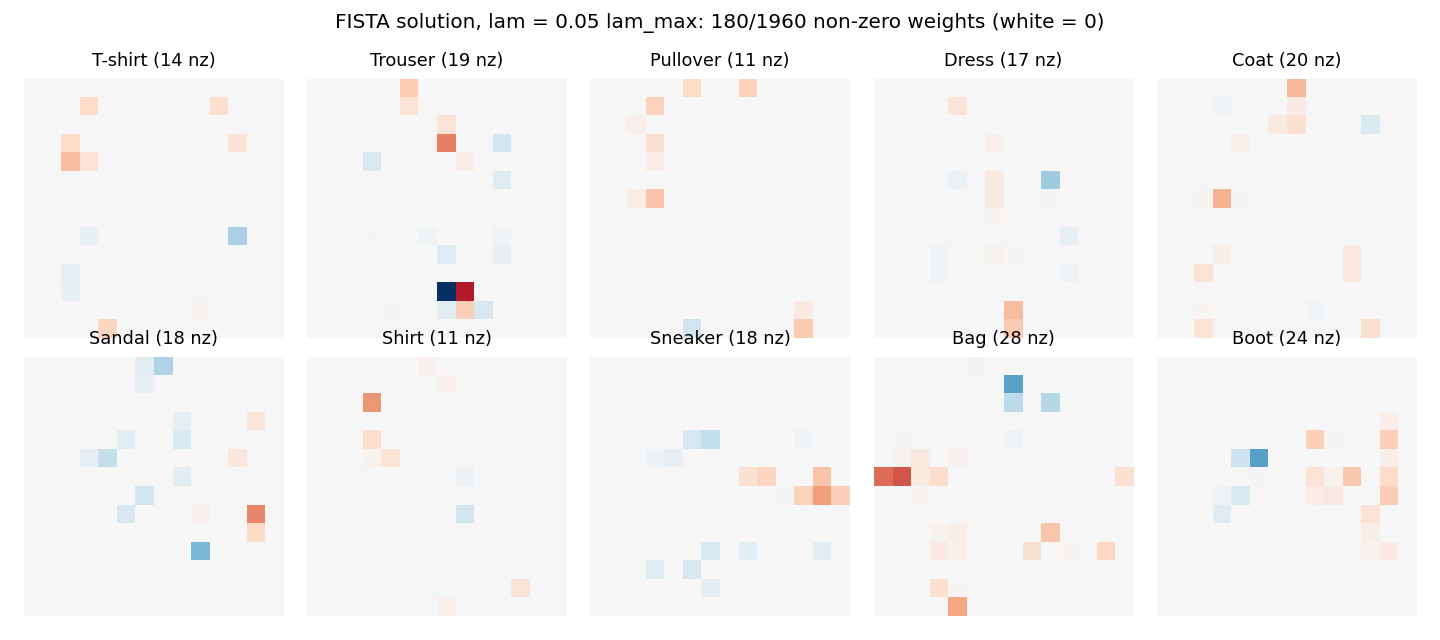 FISTA solution, lam = 0.05 lam_max: 180/1960 non-zero weights (white = 0)
T-shirt (14 nz)
Trouser (19 nz)
Pullover (11 nz)
Dress (17 nz)
Coat (20 nz)
Sandal (18 nz)
Shirt (11 nz)
Sneaker (18 nz)
Bag (28 nz)
Boot (24 nz)